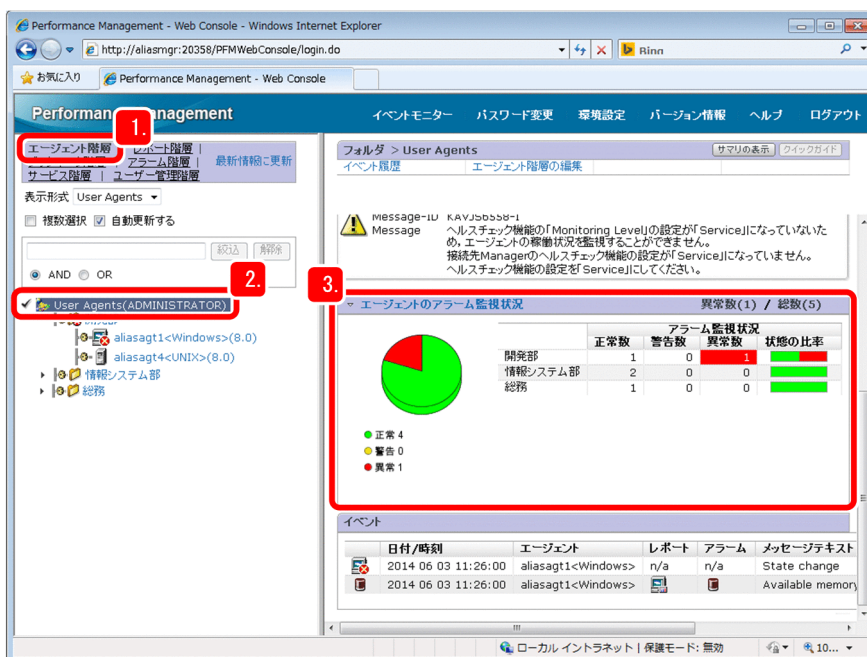 Performance Management - Web Console - Windows Internet Explorer
http://aliasmgr:20358/PFMWebConsole/login.do
Bing
お気に入り
Performance Management - Web Console
Performan nagement
イベントモニター パスワード変更 環境設定 バージョン情報 ヘルプ ログアウト
1.
エージェント階層 レポート階層 |
アラーム階層 | 最新情報に更新
サービス階層 | ユーザー管理階層
表示形式 User Agents
複数選択 自動更新する
絞込 解除
AND OR
2.
User Agents(ADMINISTRATOR)
aliasagt1<Windows>(8.0)
aliasagt4<UNIX>(8.0)
情報システム部
総務
フォルダ > User Agents サマリの表示 クイックガイド
イベント履歴 エージェント階層の編集
Message-ID KAVJS6558-I
Message ヘルスチェック機能の「Monitoring Level」の設定が「Service」になっていないた
め, エージェントの稼働状況を監視することができません。
接続先Managerのヘルスチェック機能の設定が「Service」になっていません。
ヘルスチェック機能の設定を「Service」にしてください。
3.
エージェントのアラーム監視状況 異常数(1) / 総数(5)
アラーム監視状況
正常数 警告数 異常数 状態の比率
開発部 1 0 1
情報システム部 2 0 0
総務 1 0 0
正常 4
警告 0
異常 1
イベント
日付/時刻 エージェント レポート アラーム メッセージテキスト
2014 06 03 11:26:00 aliasagt1<Windows> n/a n/a State change
2014 06 03 11:26:00 aliasagt1<Windows> Available memory
ローカル イントラネット | 保護モード: 無効 10...